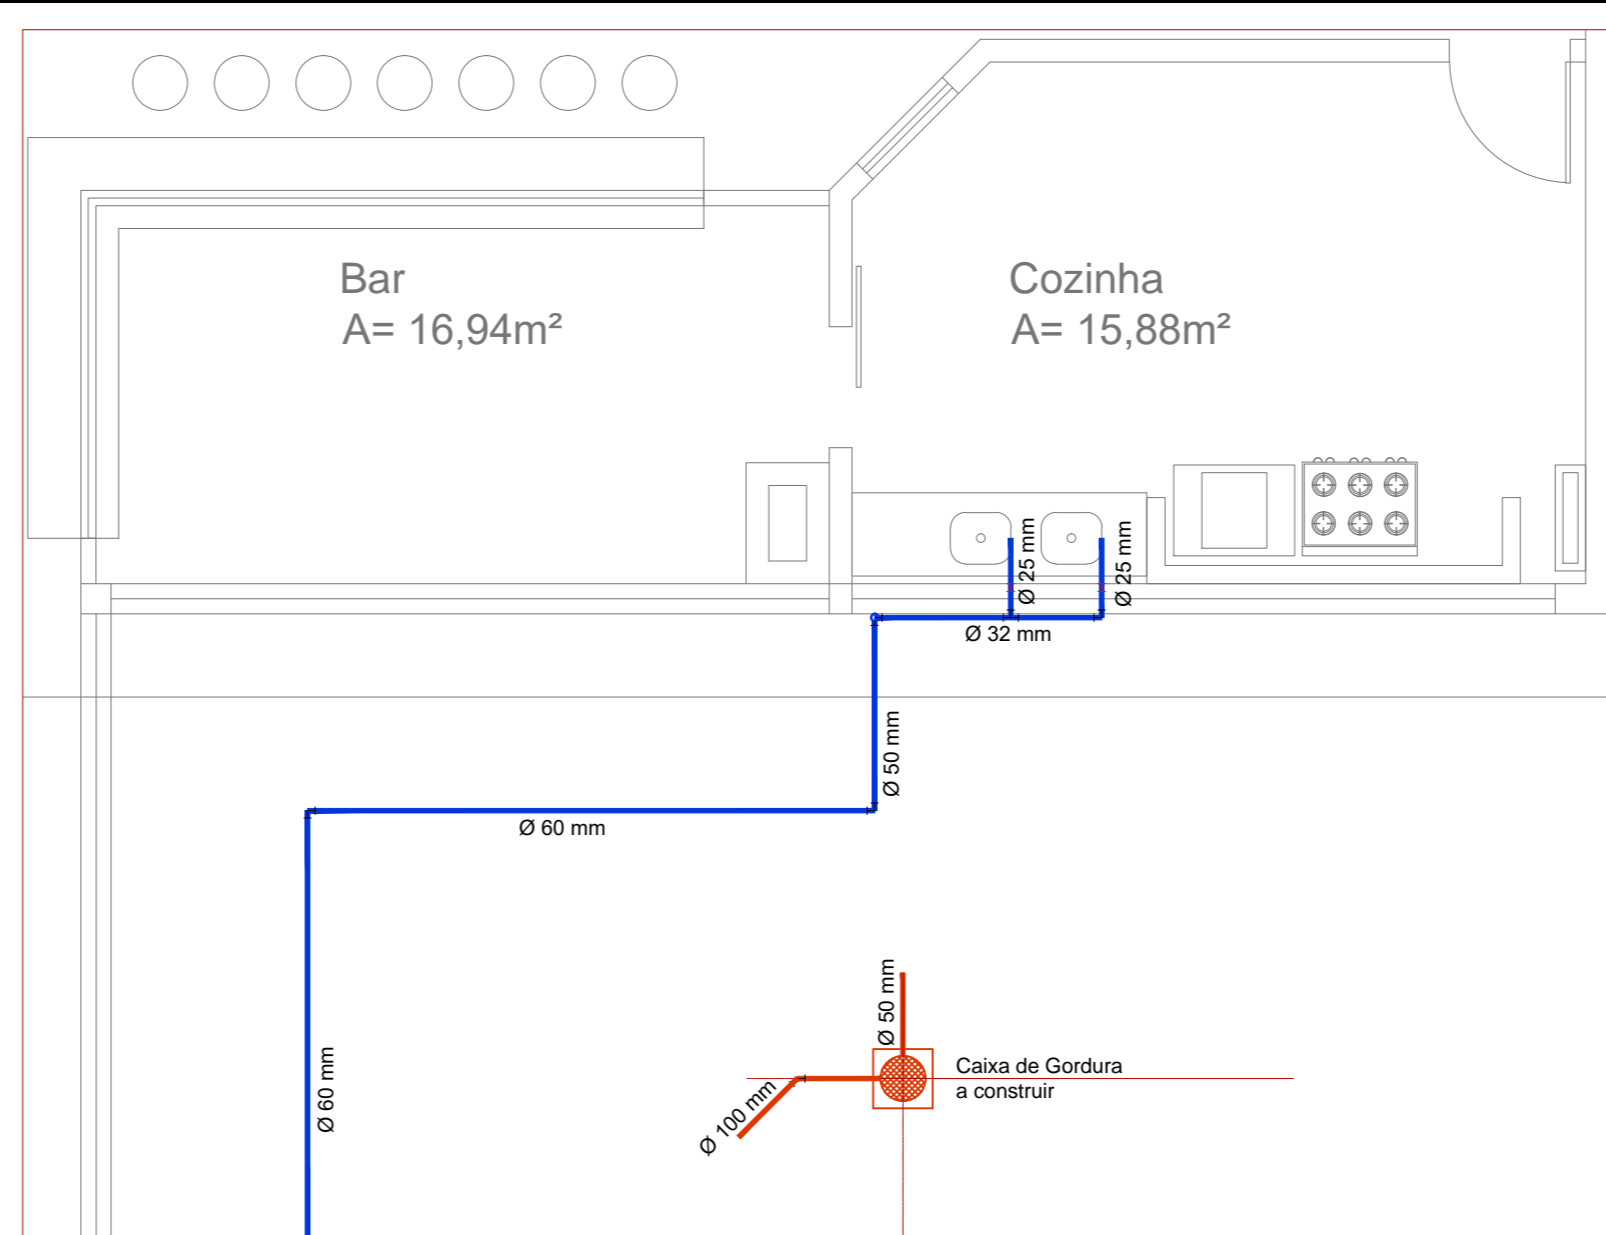 Bar
A= 16,94m²
Cozinha
A= 15,88m²
Ø 25 mm
Ø 25 mm
Ø 32 mm
Ø 50 mm
Ø 60 mm
Ø 60 mm
Ø 50 mm
Caixa de Gordura
a construir
Ø 100 mm